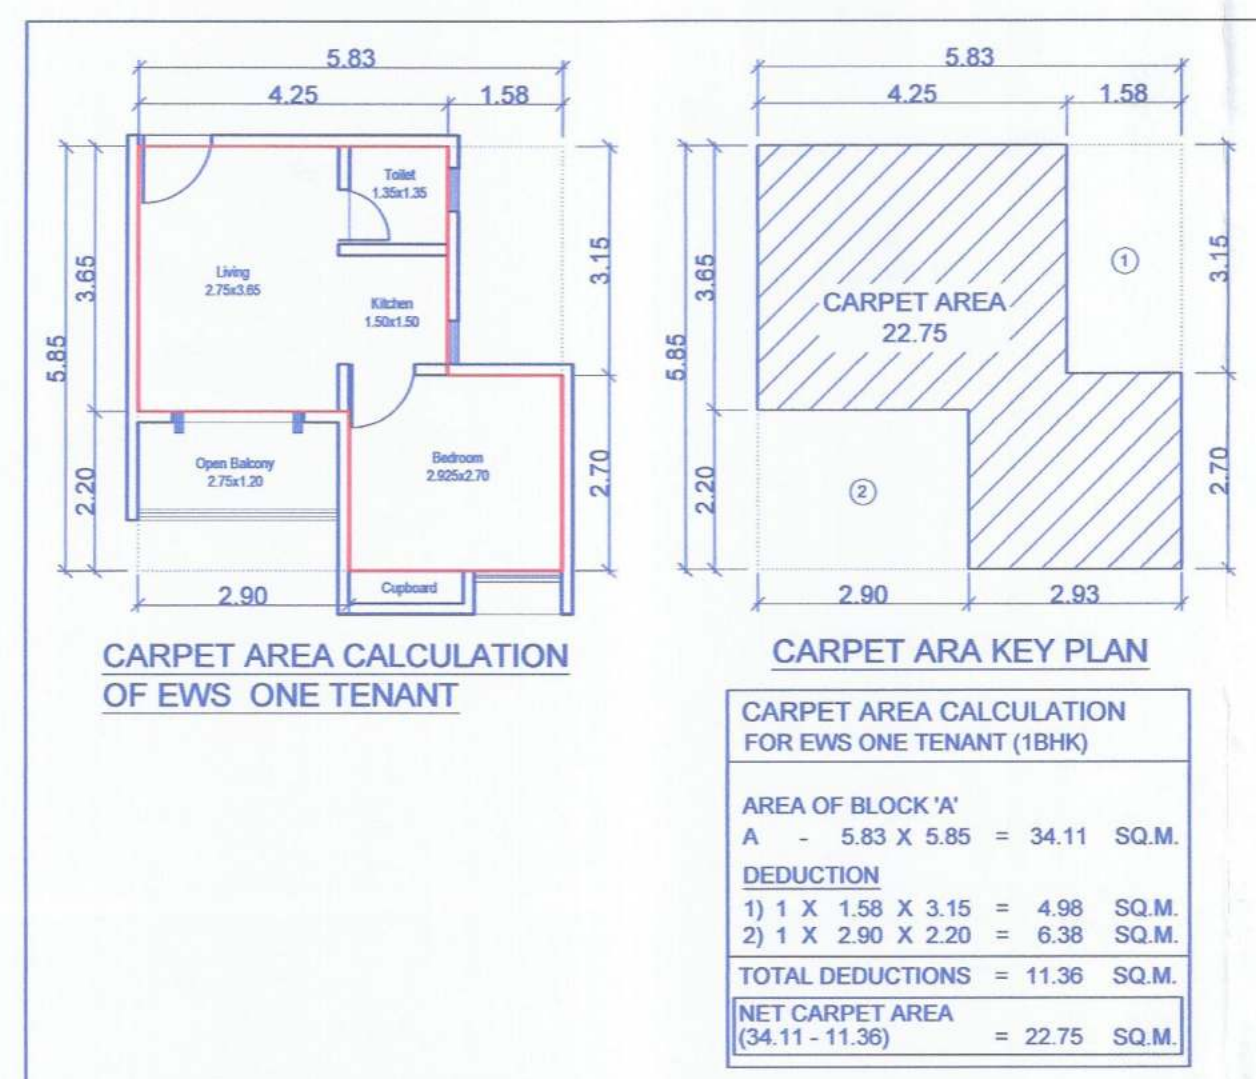 5.83
4.25 1.58
5.85
3.65
2.20
3.15
2.70
Toilet
1.35x1.35
Living
2.75x3.65
Kitchen
1.50x1.50
Open Balcony
2.75x1.20
Bedroom
2.925x2.70
Cupboard
2.90
CARPET AREA CALCULATION
OF EWS ONE TENANT
5.83
4.25 1.58
5.85
3.65
2.20
3.15
2.70
1
CARPET AREA
22.75
2
2.90 2.93
CARPET ARA KEY PLAN
CARPET AREA CALCULATION
FOR EWS ONE TENANT (1BHK)
AREA OF BLOCK 'A'
A - 5.83 X 5.85 = 34.11 SQ.M.
DEDUCTION
1) 1 X 1.58 X 3.15 = 4.98 SQ.M.
2) 1 X 2.90 X 2.20 = 6.38 SQ.M.
TOTAL DEDUCTIONS = 11.36 SQ.M.
NET CARPET AREA
(34.11 - 11.36) = 22.75 SQ.M.